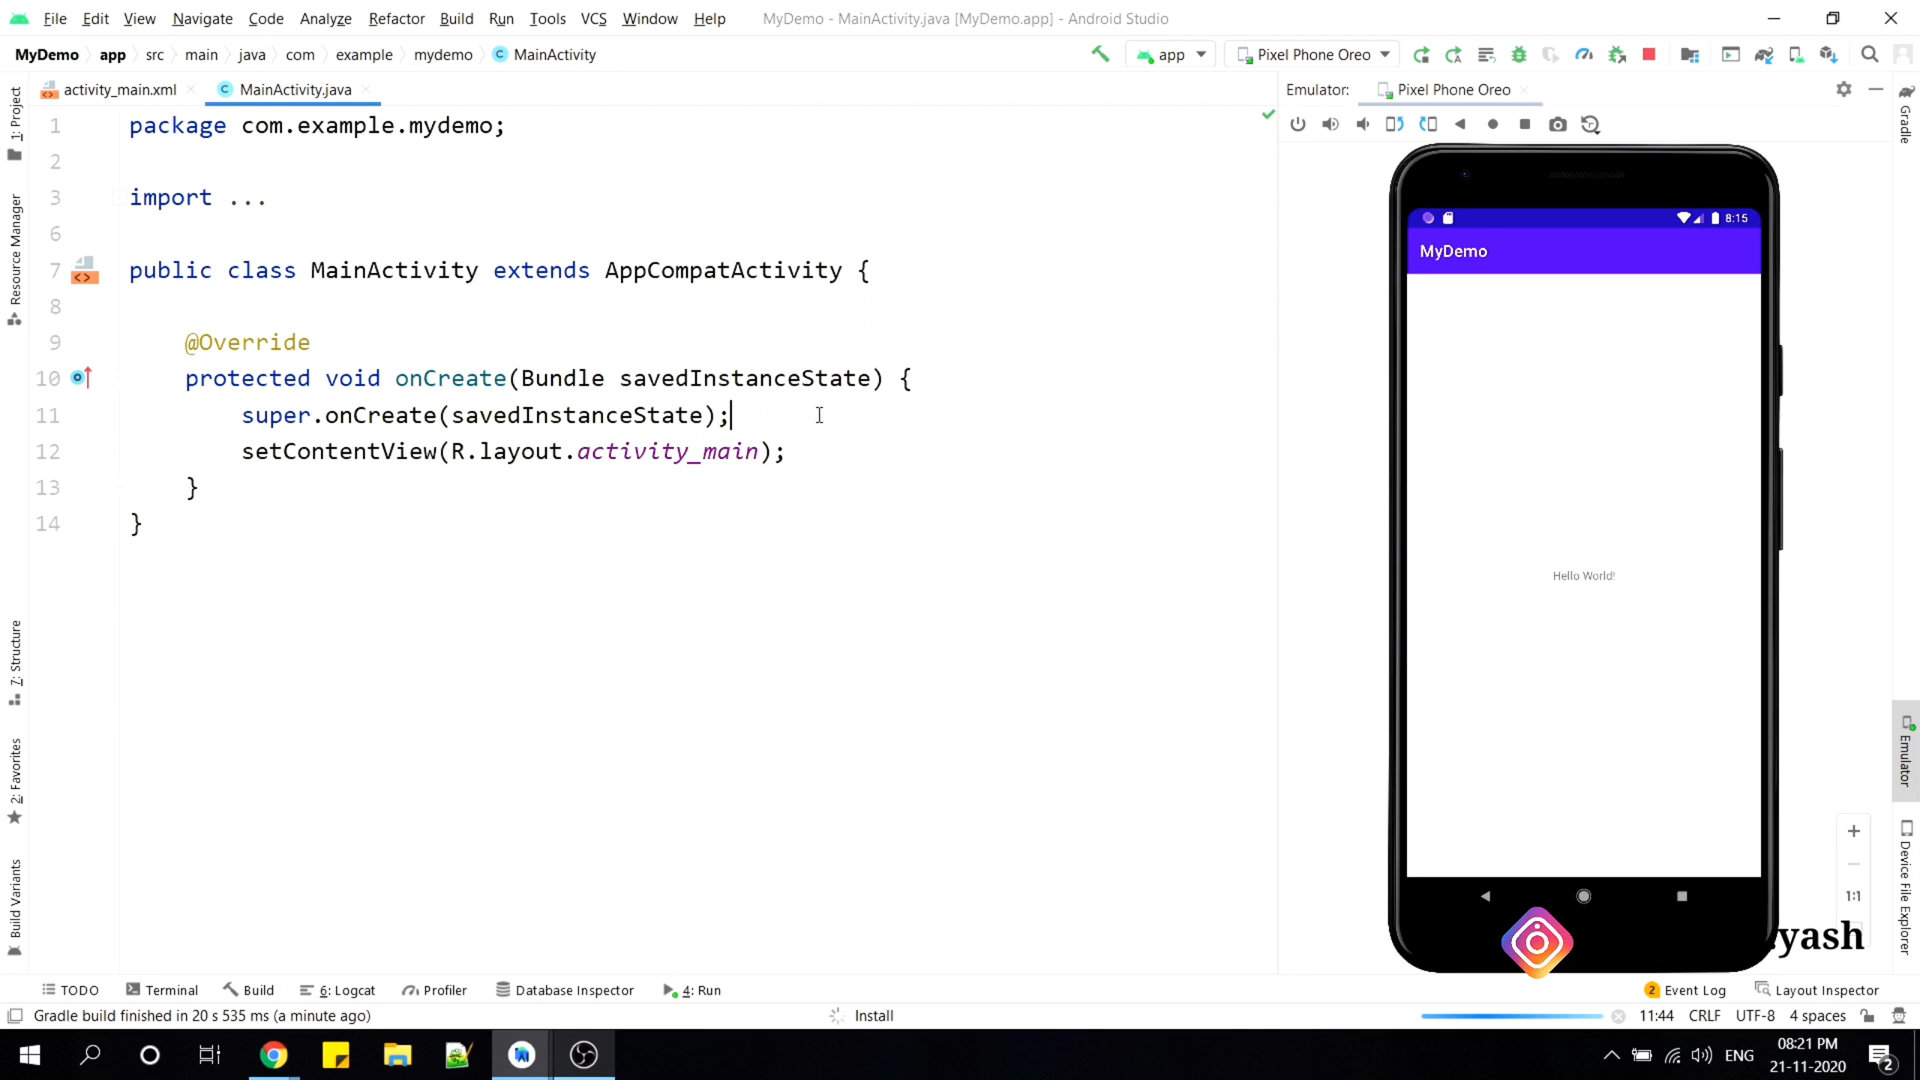 File Edit View Navigate Code Analyze Refactor Build Run Tools VCS Window Help MyDemo - MainActivity.java [MyDemo.app] - Android Studio
MyDemo app src main java com example mydemo MainActivity app Pixel Phone Oreo
activity_main.xml MainActivity.java Emulator: Pixel Phone Oreo
1 package com.example.mydemo;
2
3 import ...
6
7 public class MainActivity extends AppCompatActivity {
8
9 @Override
10 protected void onCreate(Bundle savedInstanceState) {
11 super.onCreate(savedInstanceState);
12 setContentView(R.layout.activity_main);
13 }
14 }
1: Project
Resource Manager
7: Structure
2: Favorites
Build Variants
8:15
MyDemo
Hello World!
Gradle
Emulator
Device File Explorer
1:1
.yash
TODO Terminal Build 6: Logcat Profiler Database Inspector 4: Run 2 Event Log Layout Inspector
Gradle build finished in 20 s 535 ms (a minute ago) Install 11:44 CRLF UTF-8 4 spaces
ENG 08:21 PM
21-11-2020 2